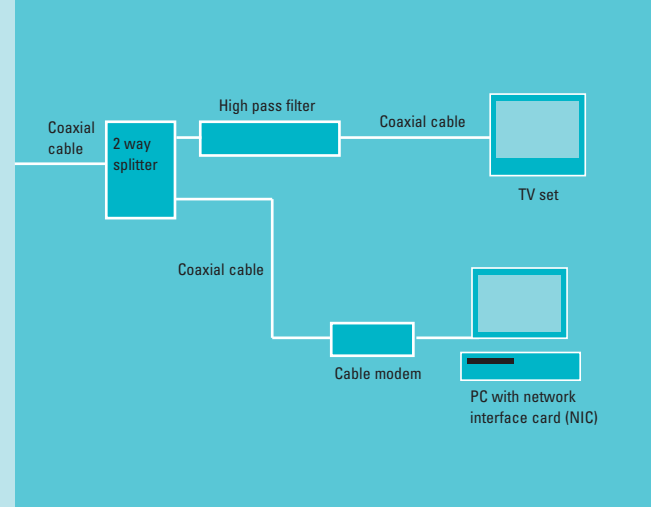 High pass filter
Coaxial cable
Coaxial
cable
2 way
splitter
TV set
Coaxial cable
Cable modem
PC with network
interface card (NIC)